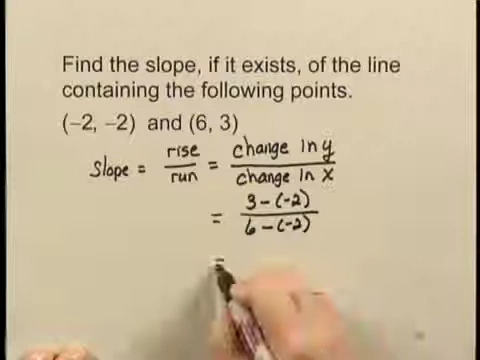 Find the slope, if it exists, of the line
containing the following points.
(−2, −2) and (6, 3)
Slope = rise/run = change in y/change in x
= 3 − (−2)/6 − (−2)
=